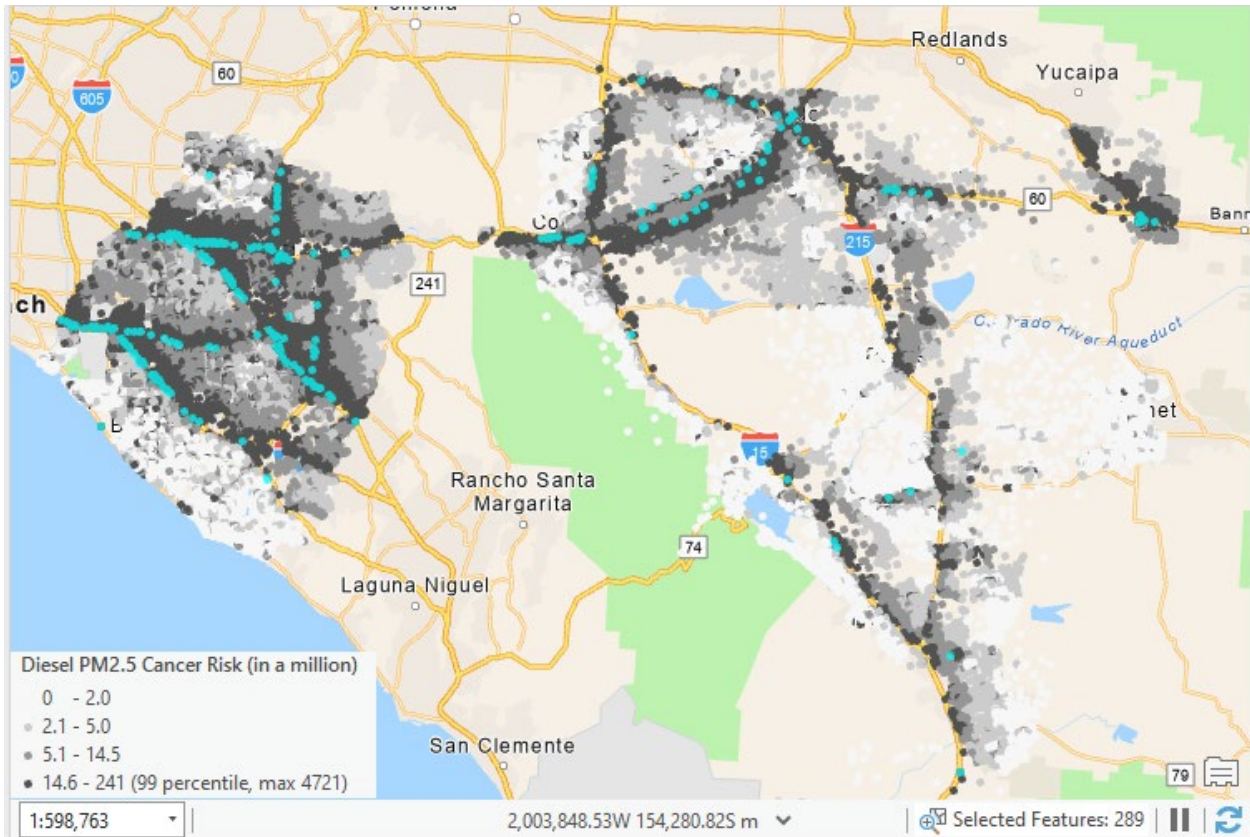 Redlands
60
605
Yucaipa
60
215
241
Rancho Santa
Margarita
15
74
Laguna Niguel
San Clemente
79
Diesel PM2.5 Cancer Risk (in a million)
0 - 2.0
2.1 - 5.0
5.1 - 14.5
14.6 - 241 (99 percentile, max 4721)
1:598,763
2,003,848.53W 154,280.82S m
Selected Features: 289